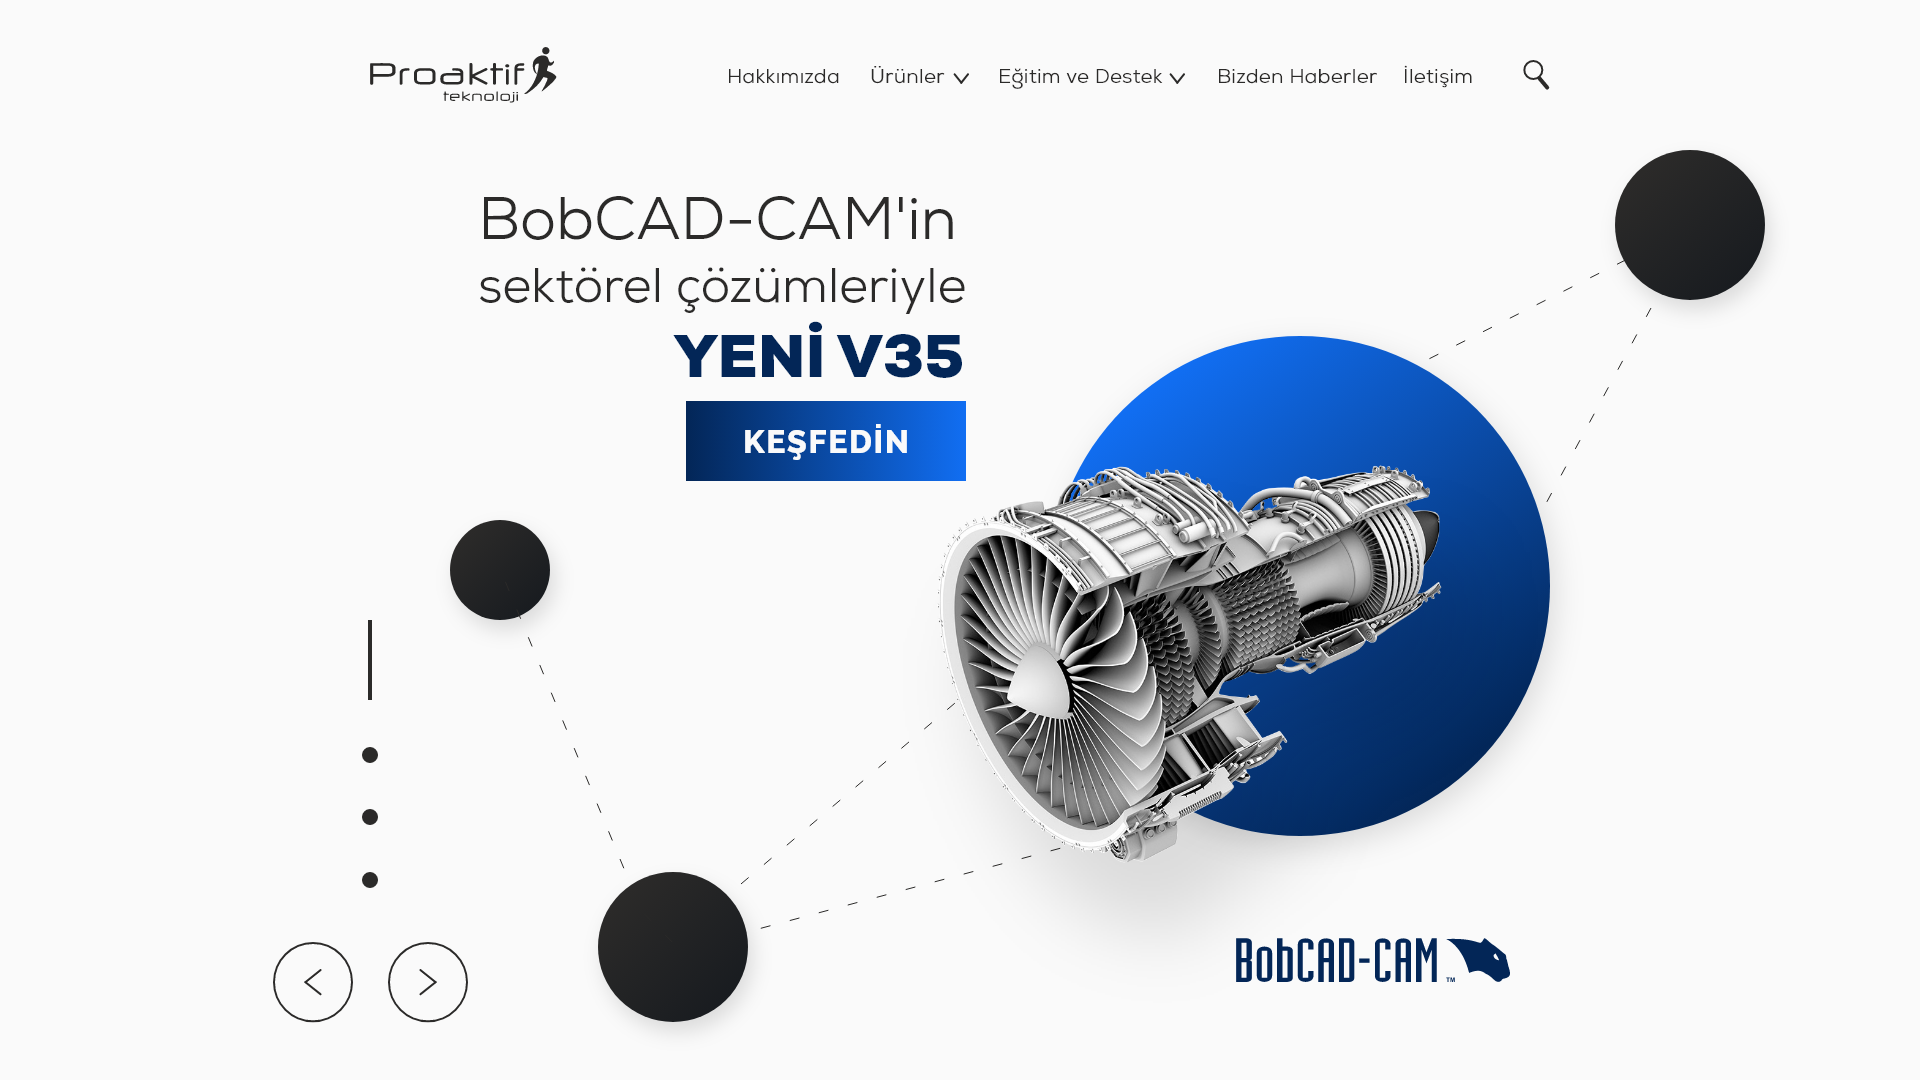 Proaktif
teknoloji
Hakkımızda Ürünler Eğitim ve Destek Bizden Haberler İletişim
BobCAD-CAM'in
sektörel çözümleriyle
YENİ V35
KEŞFEDİN
BobCAD-CAM™